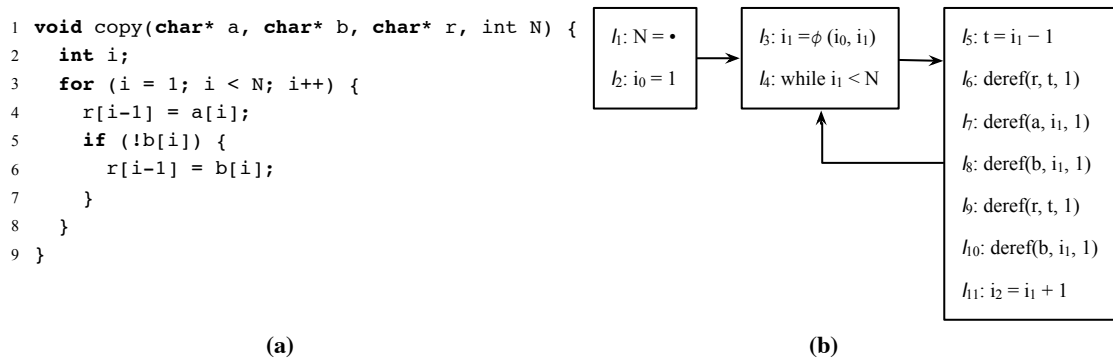 1 void copy(char* a, char* b, char* r, int N) {
2 int i;
3 for (i = 1; i < N; i++) {
4 r[i-1] = a[i];
5 if (!b[i]) {
6 r[i-1] = b[i];
7 }
8 }
9 }
(a)
l₁: N = •
l₂: i₀ = 1
l₃: i₁ = ϕ (i₀, i₁)
l₄: while i₁ < N
l₅: t = i₁ − 1
l₆: deref(r, t, 1)
l₇: deref(a, i₁, 1)
l₈: deref(b, i₁, 1)
l₉: deref(r, t, 1)
l₁₀: deref(b, i₁, 1)
l₁₁: i₂ = i₁ + 1
(b)